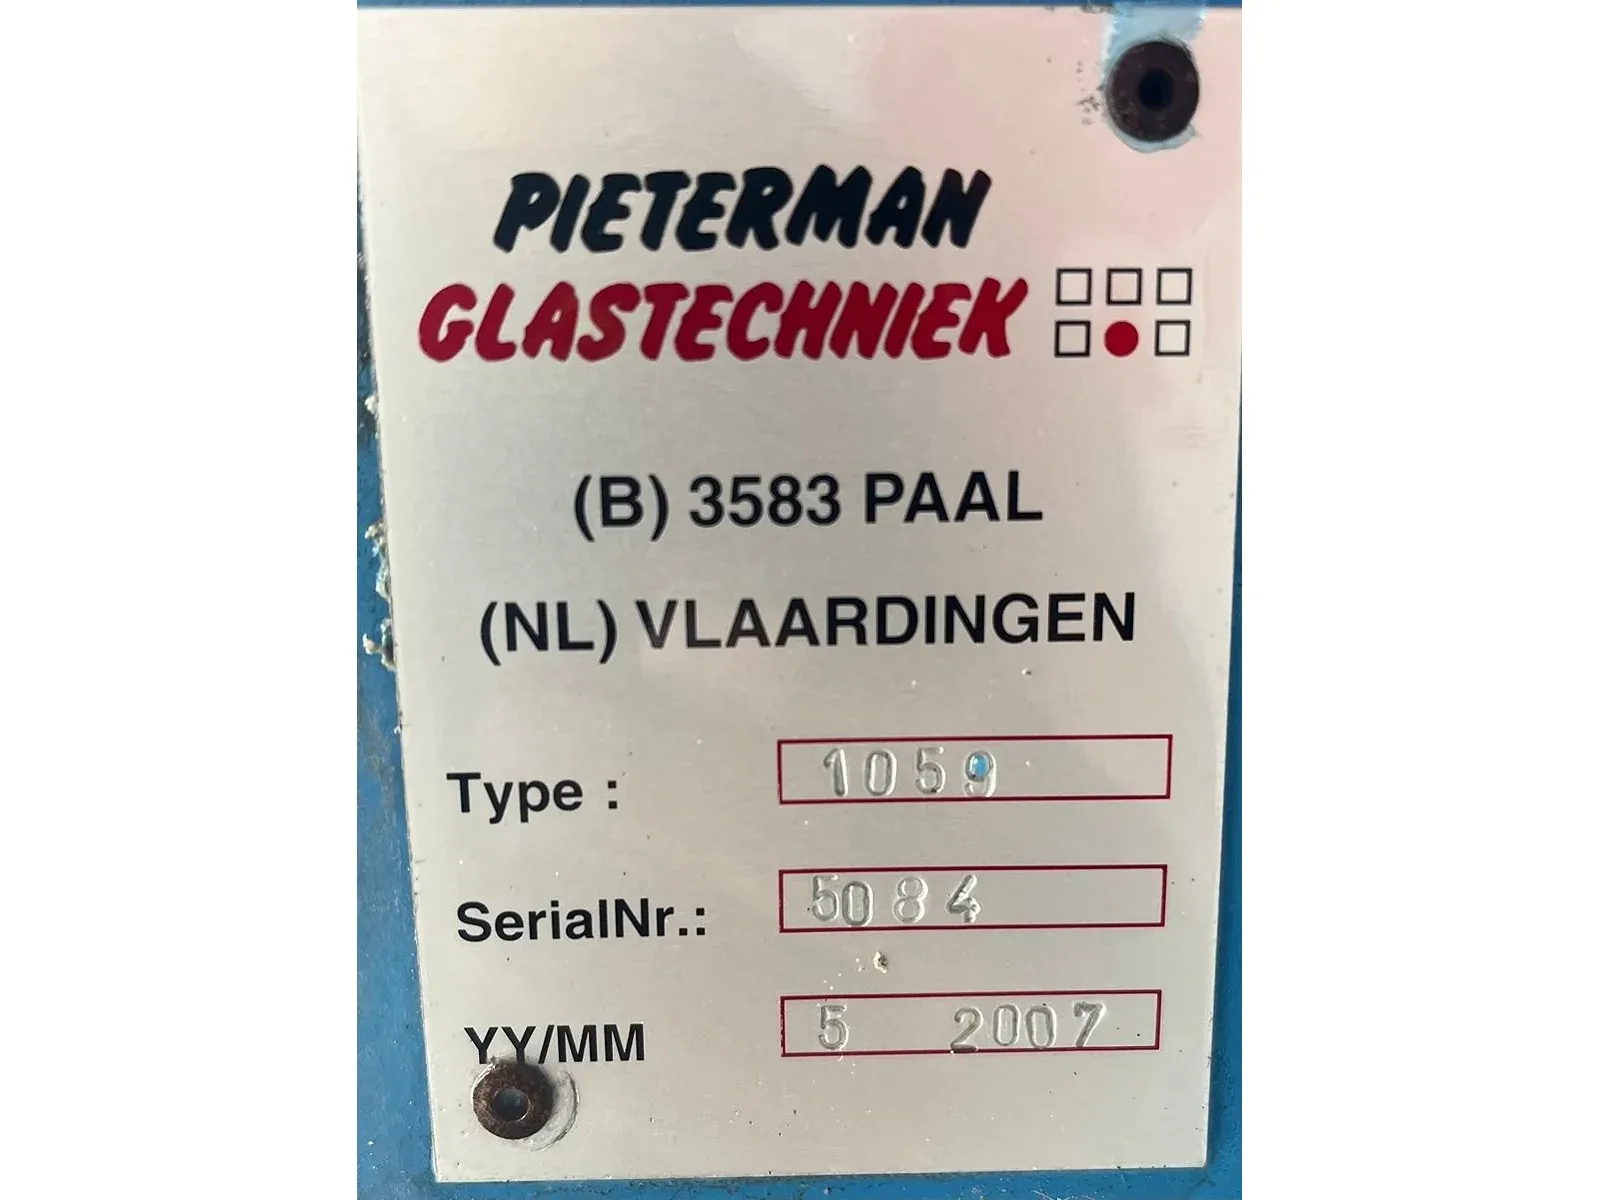 PIETERMAN
GLASTECHNIEK
(B) 3583 PAAL
(NL) VLAARDINGEN
Type : 1059
SerialNr.: 5084
YY/MM 5 2007